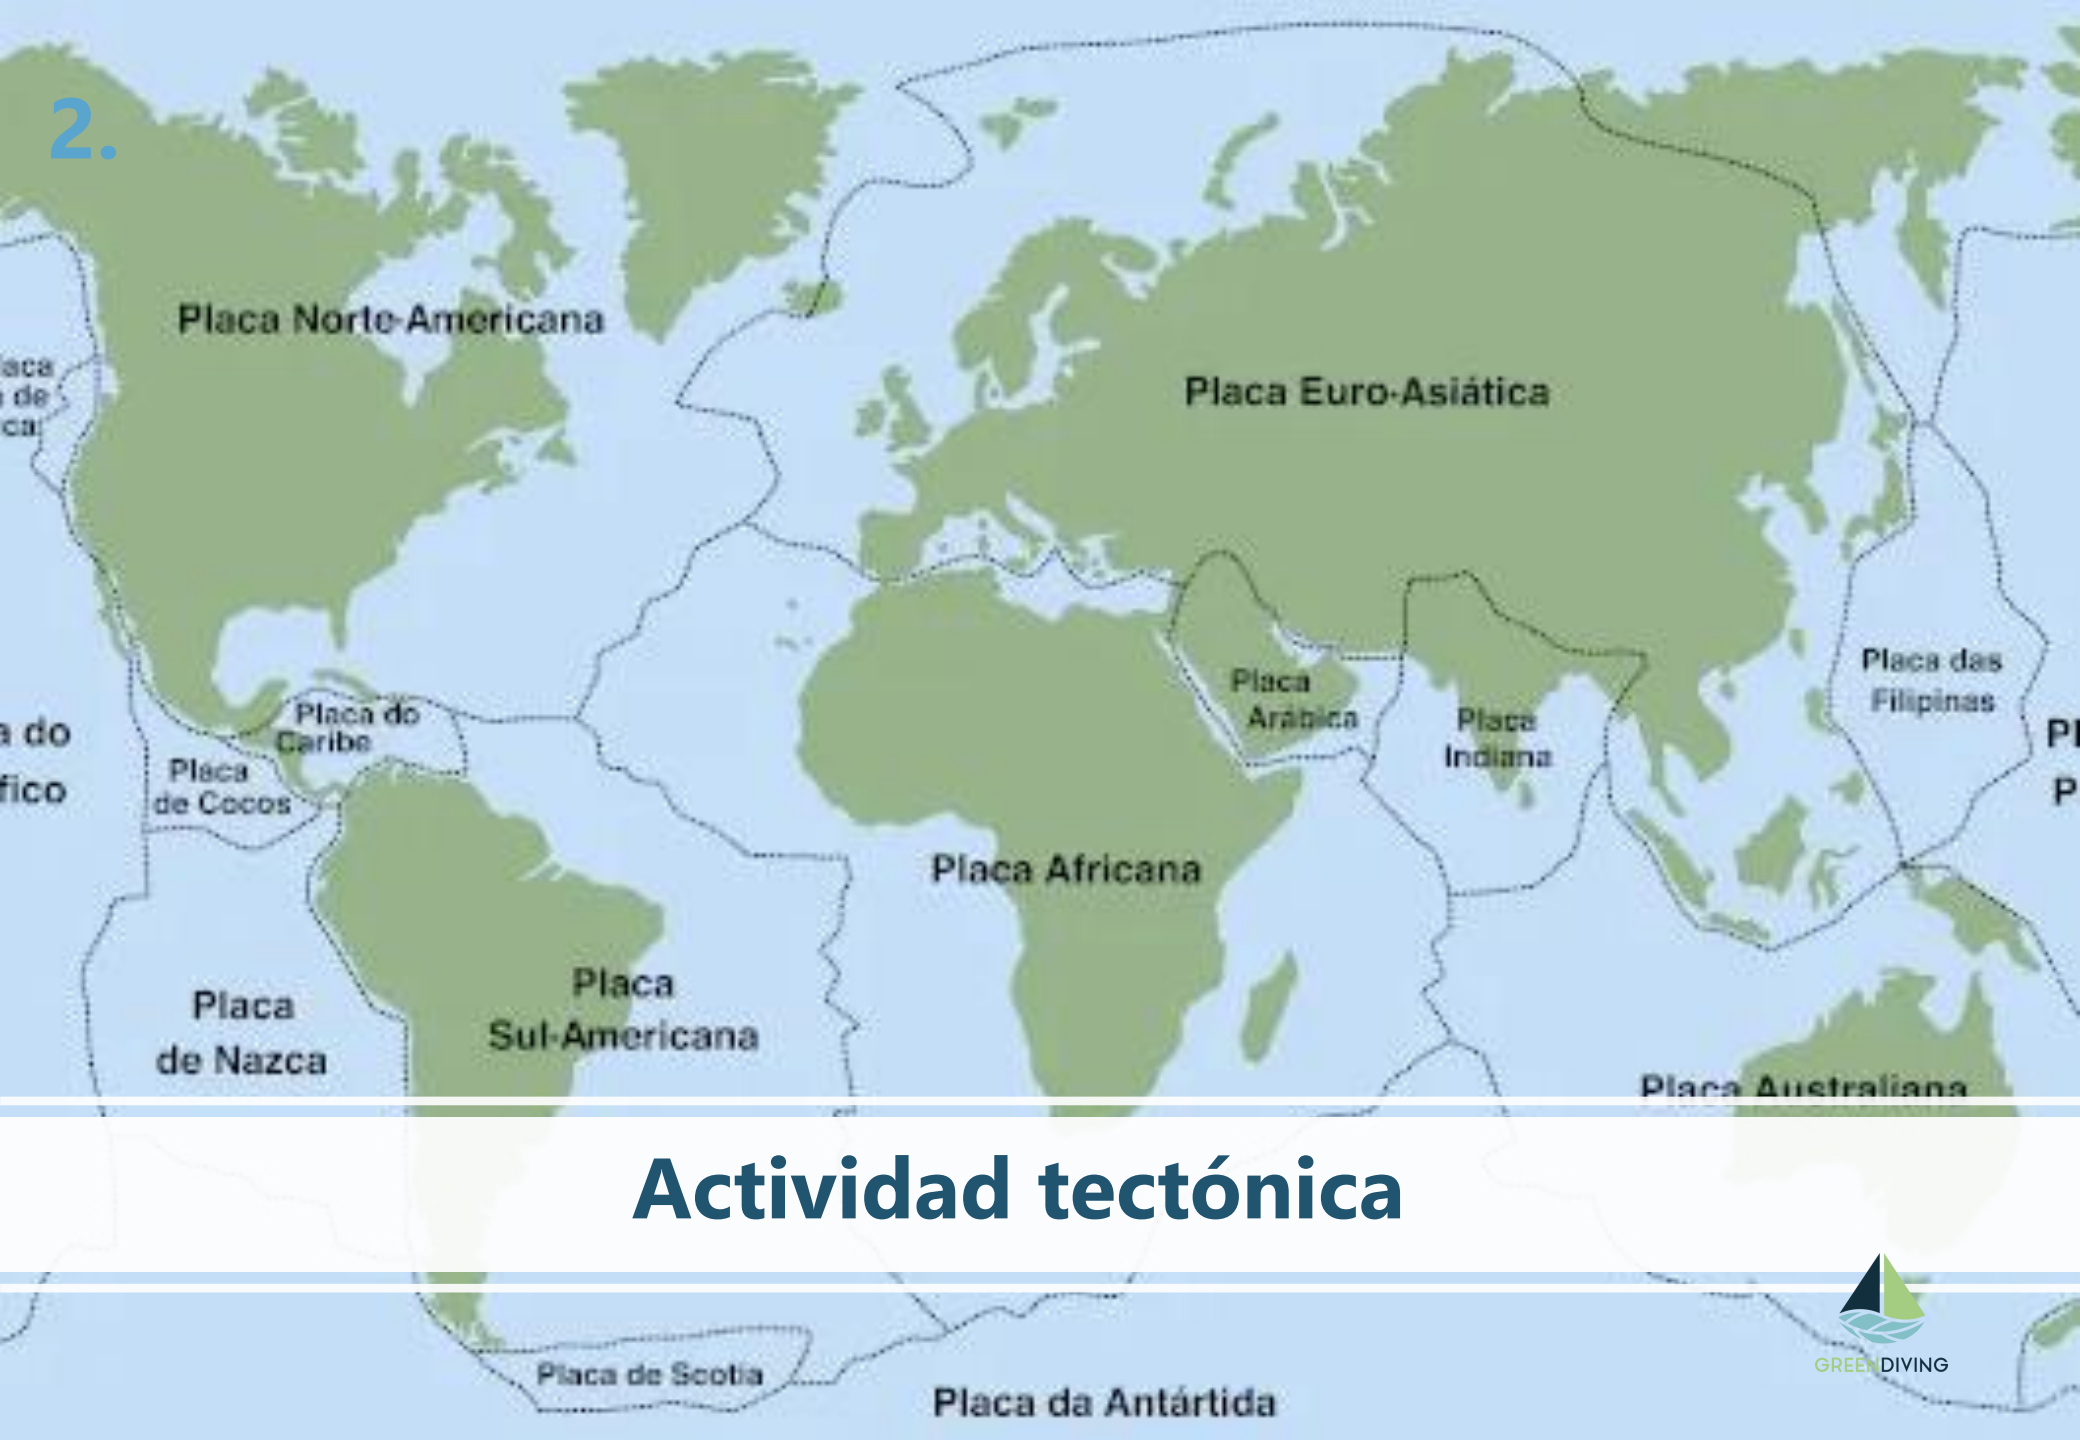 2.
Placa Norte-Americana
Placa Euro-Asiática
de
Placa das
Filipinas
Placa
Arábica
Placa
Indiana
Placa do
Caribe
Placa
de Cocos
do
Placa Africana
Placa
de Nazca
Placa
Sul-Americana
Placa Australiana
Actividad tectónica
Placa de Scotia
Placa da Antártida
GREENDIVING